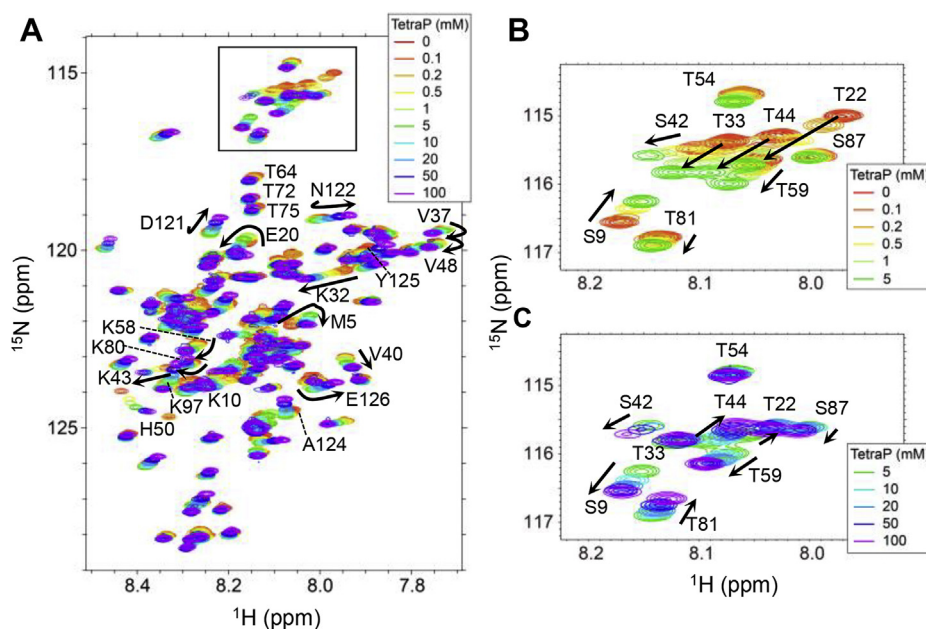 A
TetraP (mM)
0
0.1
0.2
0.5
1
5
10
20
50
100
115
120
125
15N (ppm)
T64
T72
T75
N122
D121
E20
V37
V48
Y125
K32
M5
K58
K80
V40
K43
K10
K97
E126
H50
A124
8.4 8.2 8.0 7.8
1H (ppm)
B
T54
T22
T33
T44
S42
S87
T59
S9
T81
115
116
117
TetraP (mM)
0
0.1
0.2
0.5
1
5
8.2 8.1 8.0
15N (ppm)
C
T54
S42
T44
T22
S87
T33
T59
S9
T81
115
116
117
TetraP (mM)
5
10
20
50
100
8.2 8.1 8.0
1H (ppm)